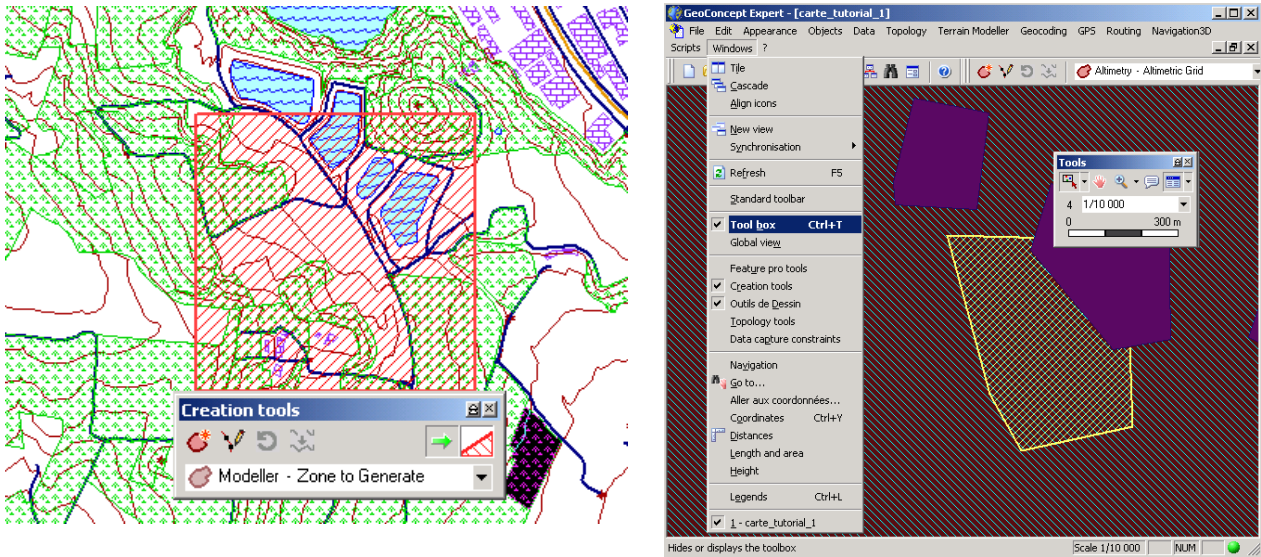 Creation tools
Modeller - Zone to Generate
GeoConcept Expert - [carte_tutorial_1]
File Edit Appearance Objects Data Topology Terrain Modeller Geocoding GPS Routing Navigation3D
Scripts Windows ?
Altimetry - Altimetric Grid
Tile
Cascade
Align icons
New view
Synchronisation
Refresh F5
Standard toolbar
Tool box Ctrl+T
Global view
Feature pro tools
Creation tools
Outils de Dessin
Topology tools
Data capture constraints
Navigation
Go to...
Aller aux coordonnées...
Coordinates Ctrl+Y
Distances
Length and area
Height
Legends Ctrl+L
1 - carte_tutorial_1
Tools
4 1/10 000
0 300 m
Hides or displays the toolbox Scale 1/10 000 NUM